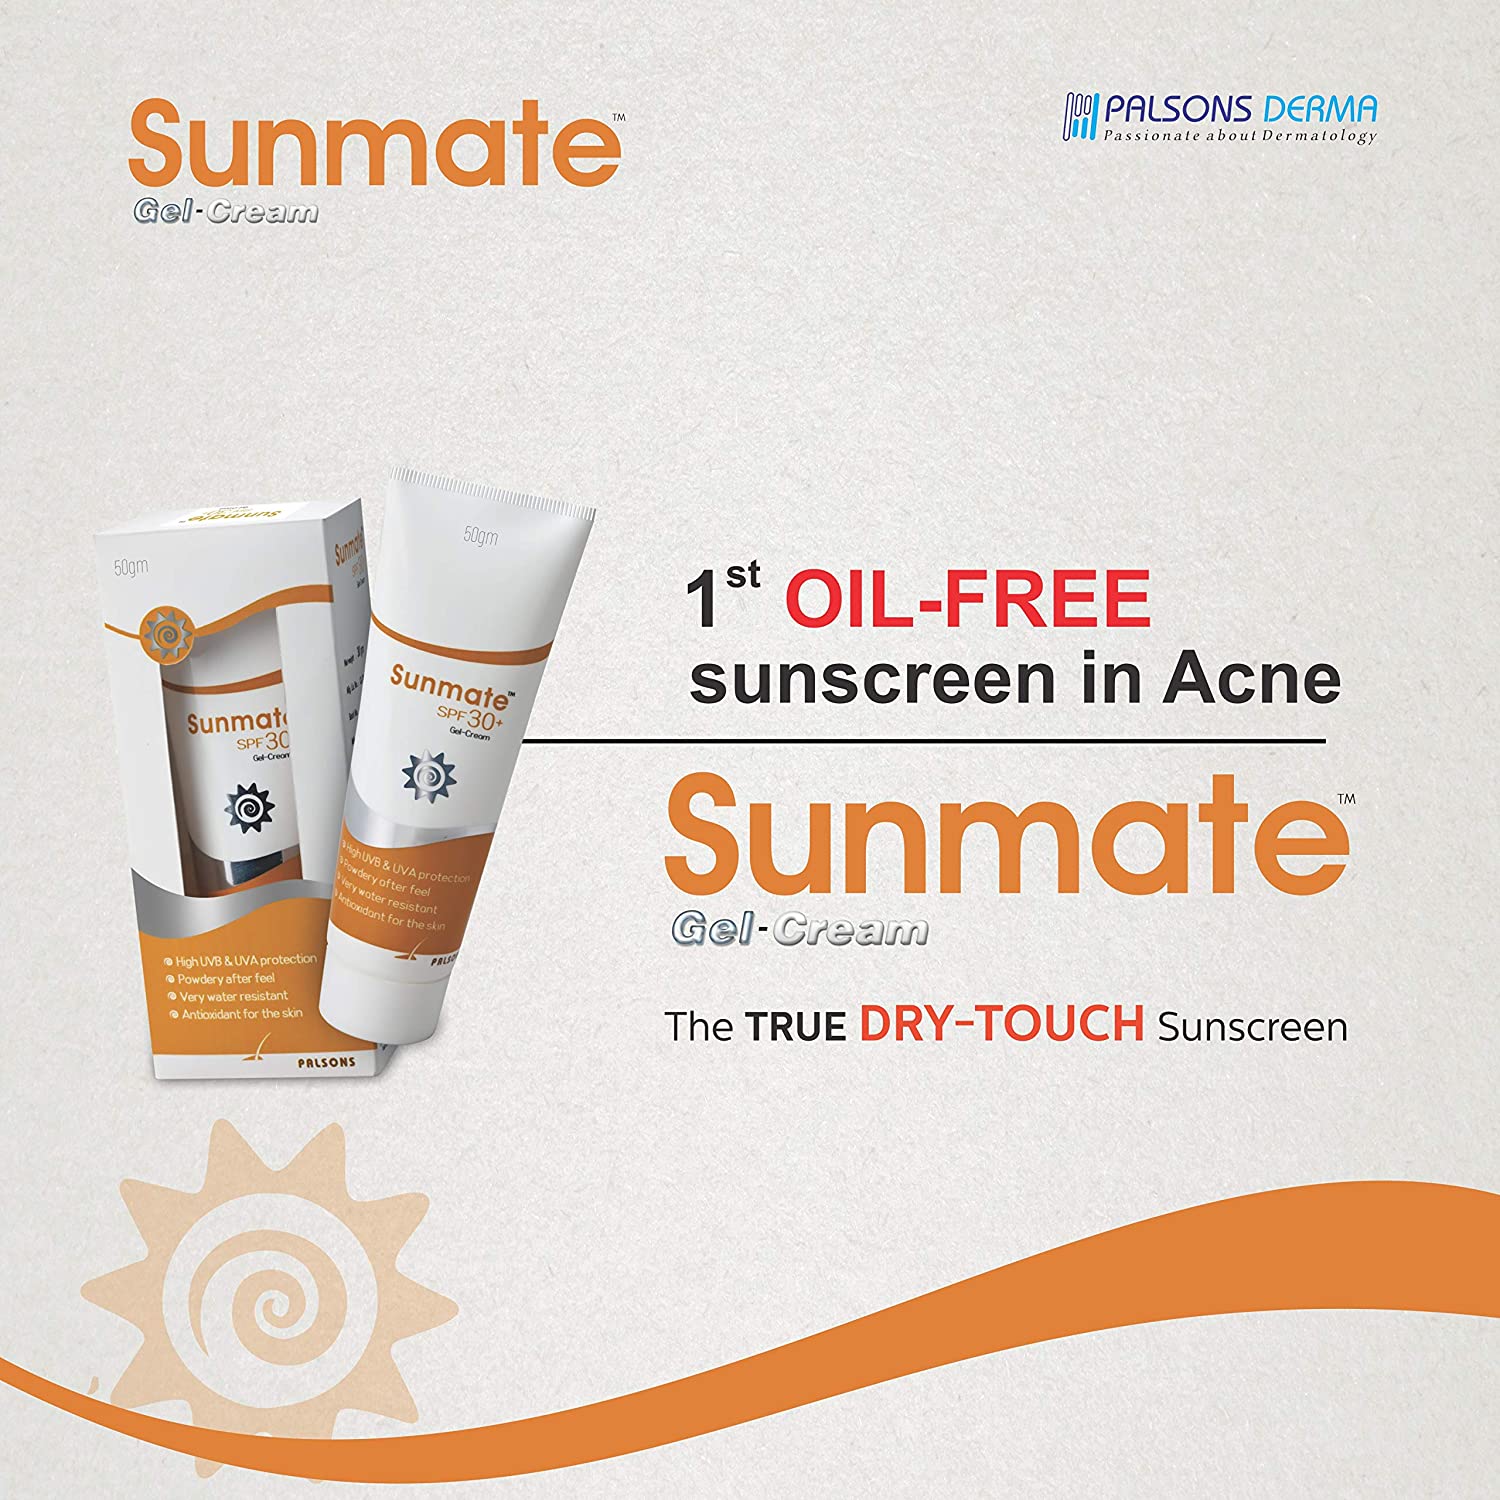 Sunmate™
Gel-Cream
PALSONS DERMA
Passionate about Dermatology
50gm
Sunmate
SPF 30
Gel-Cream
High UVB & UVA protection
Powdery after feel
Very water resistant
Antioxidant for the skin
PALSONS
Sunmate
50gm
Sunmate™
SPF 30+
Gel-Cream
High UVB & UVA protection
Powdery after feel
Very water resistant
Antioxidant for the skin
PALSO
1st OIL-FREE
sunscreen in Acne
Sunmate™
Gel-Cream
The TRUE DRY-TOUCH Sunscreen